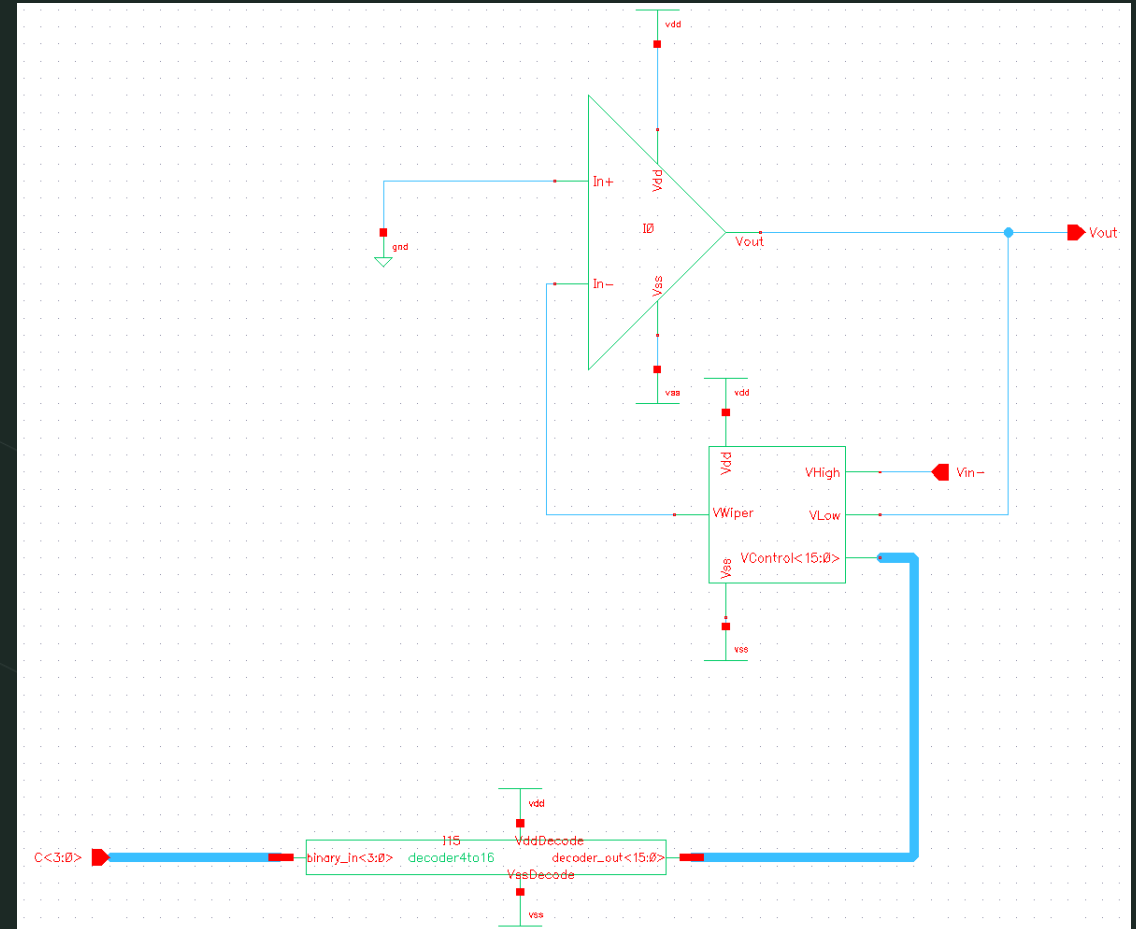 vdd
In+
Vdd
I0
gnd
Vout
Vout
In-
Vss
vss
vdd
Vdd
VHigh
Vin-
VWiper
VLow
VControl<15:0>
Vss
vss
vdd
I15
VddDecode
C<3:0>
binary_in<3:0>
decoder4to16
decoder_out<15:0>
VssDecode
vss